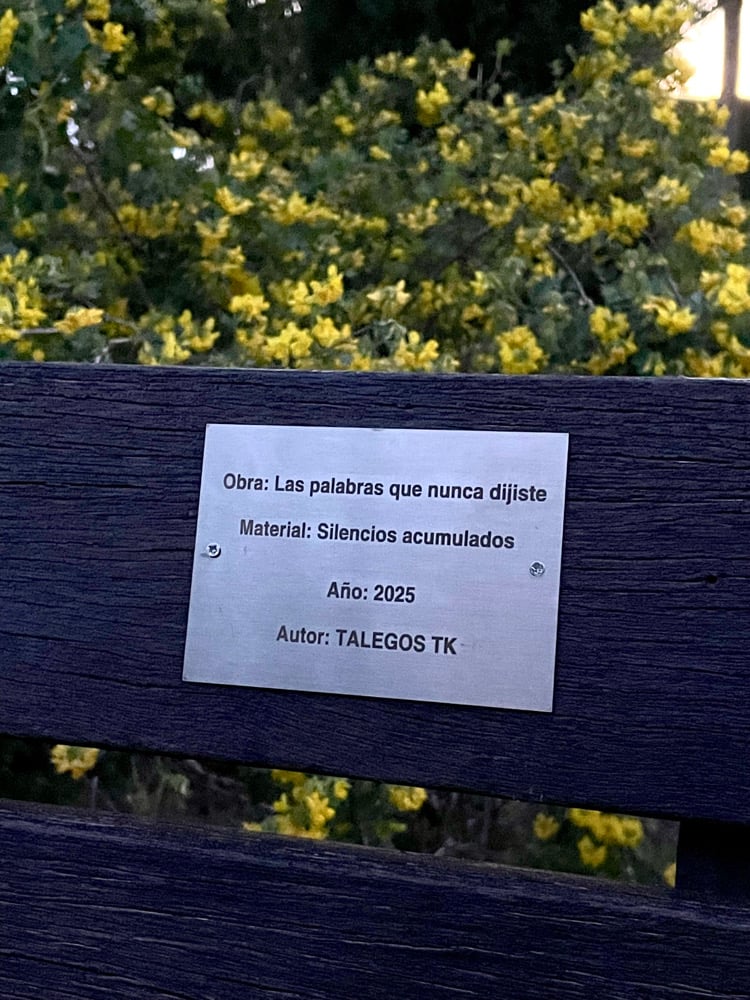 Obra: Las palabras que nunca dijiste
Material: Silencios acumulados
Año: 2025
Autor: TALEGOS TK